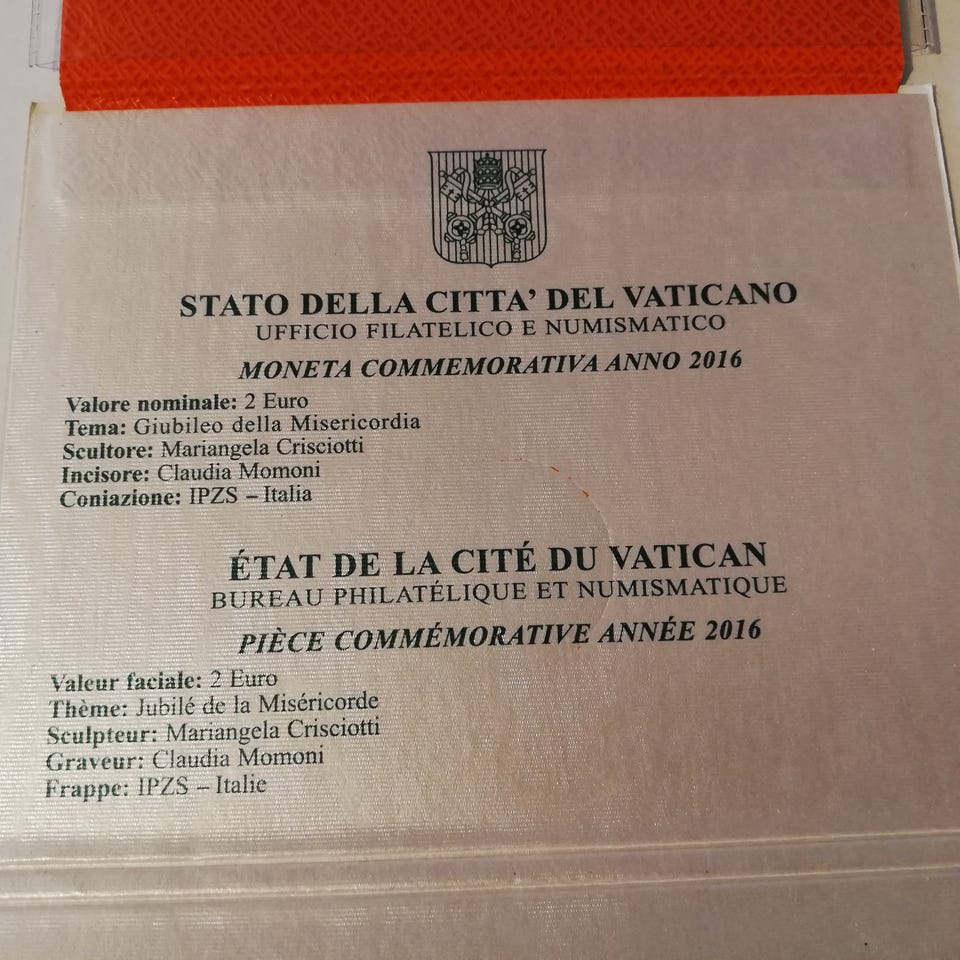 STATO DELLA CITTA' DEL VATICANO
UFFICIO FILATELICO E NUMISMATICO
MONETA COMMEMORATIVA ANNO 2016
Valore nominale: 2 Euro
Tema: Giubileo della Misericordia
Scultore: Mariangela Crisciotti
Incisore: Claudia Momoni
Coniazione: IPZS – Italia
ÉTAT DE LA CITÉ DU VATICAN
BUREAU PHILATÉLIQUE ET NUMISMATIQUE
PIÈCE COMMÉMORATIVE ANNÉE 2016
Valeur faciale: 2 Euro
Thème: Jubilé de la Miséricorde
Sculpteur: Mariangela Crisciotti
Graveur: Claudia Momoni
Frappe: IPZS – Italie